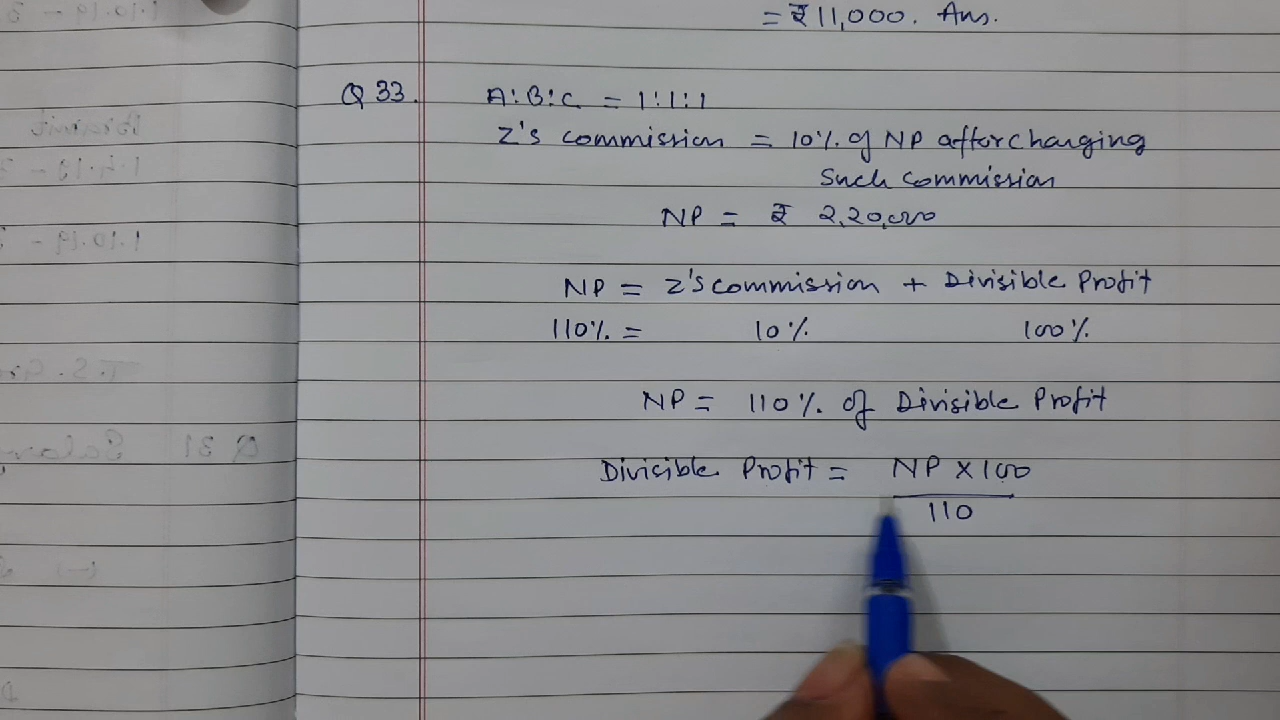 = ₹ 11,000. Ans.
Q 33. A:B:C = 1:1:1
Z's commission = 10% of NP after changing
such commission
NP = ₹ 2,20,000
NP = Z's commission + Divisible Profit
110% = 10% 100%
NP = 110% of Divisible Profit
Divisible Profit = NP × 100
110